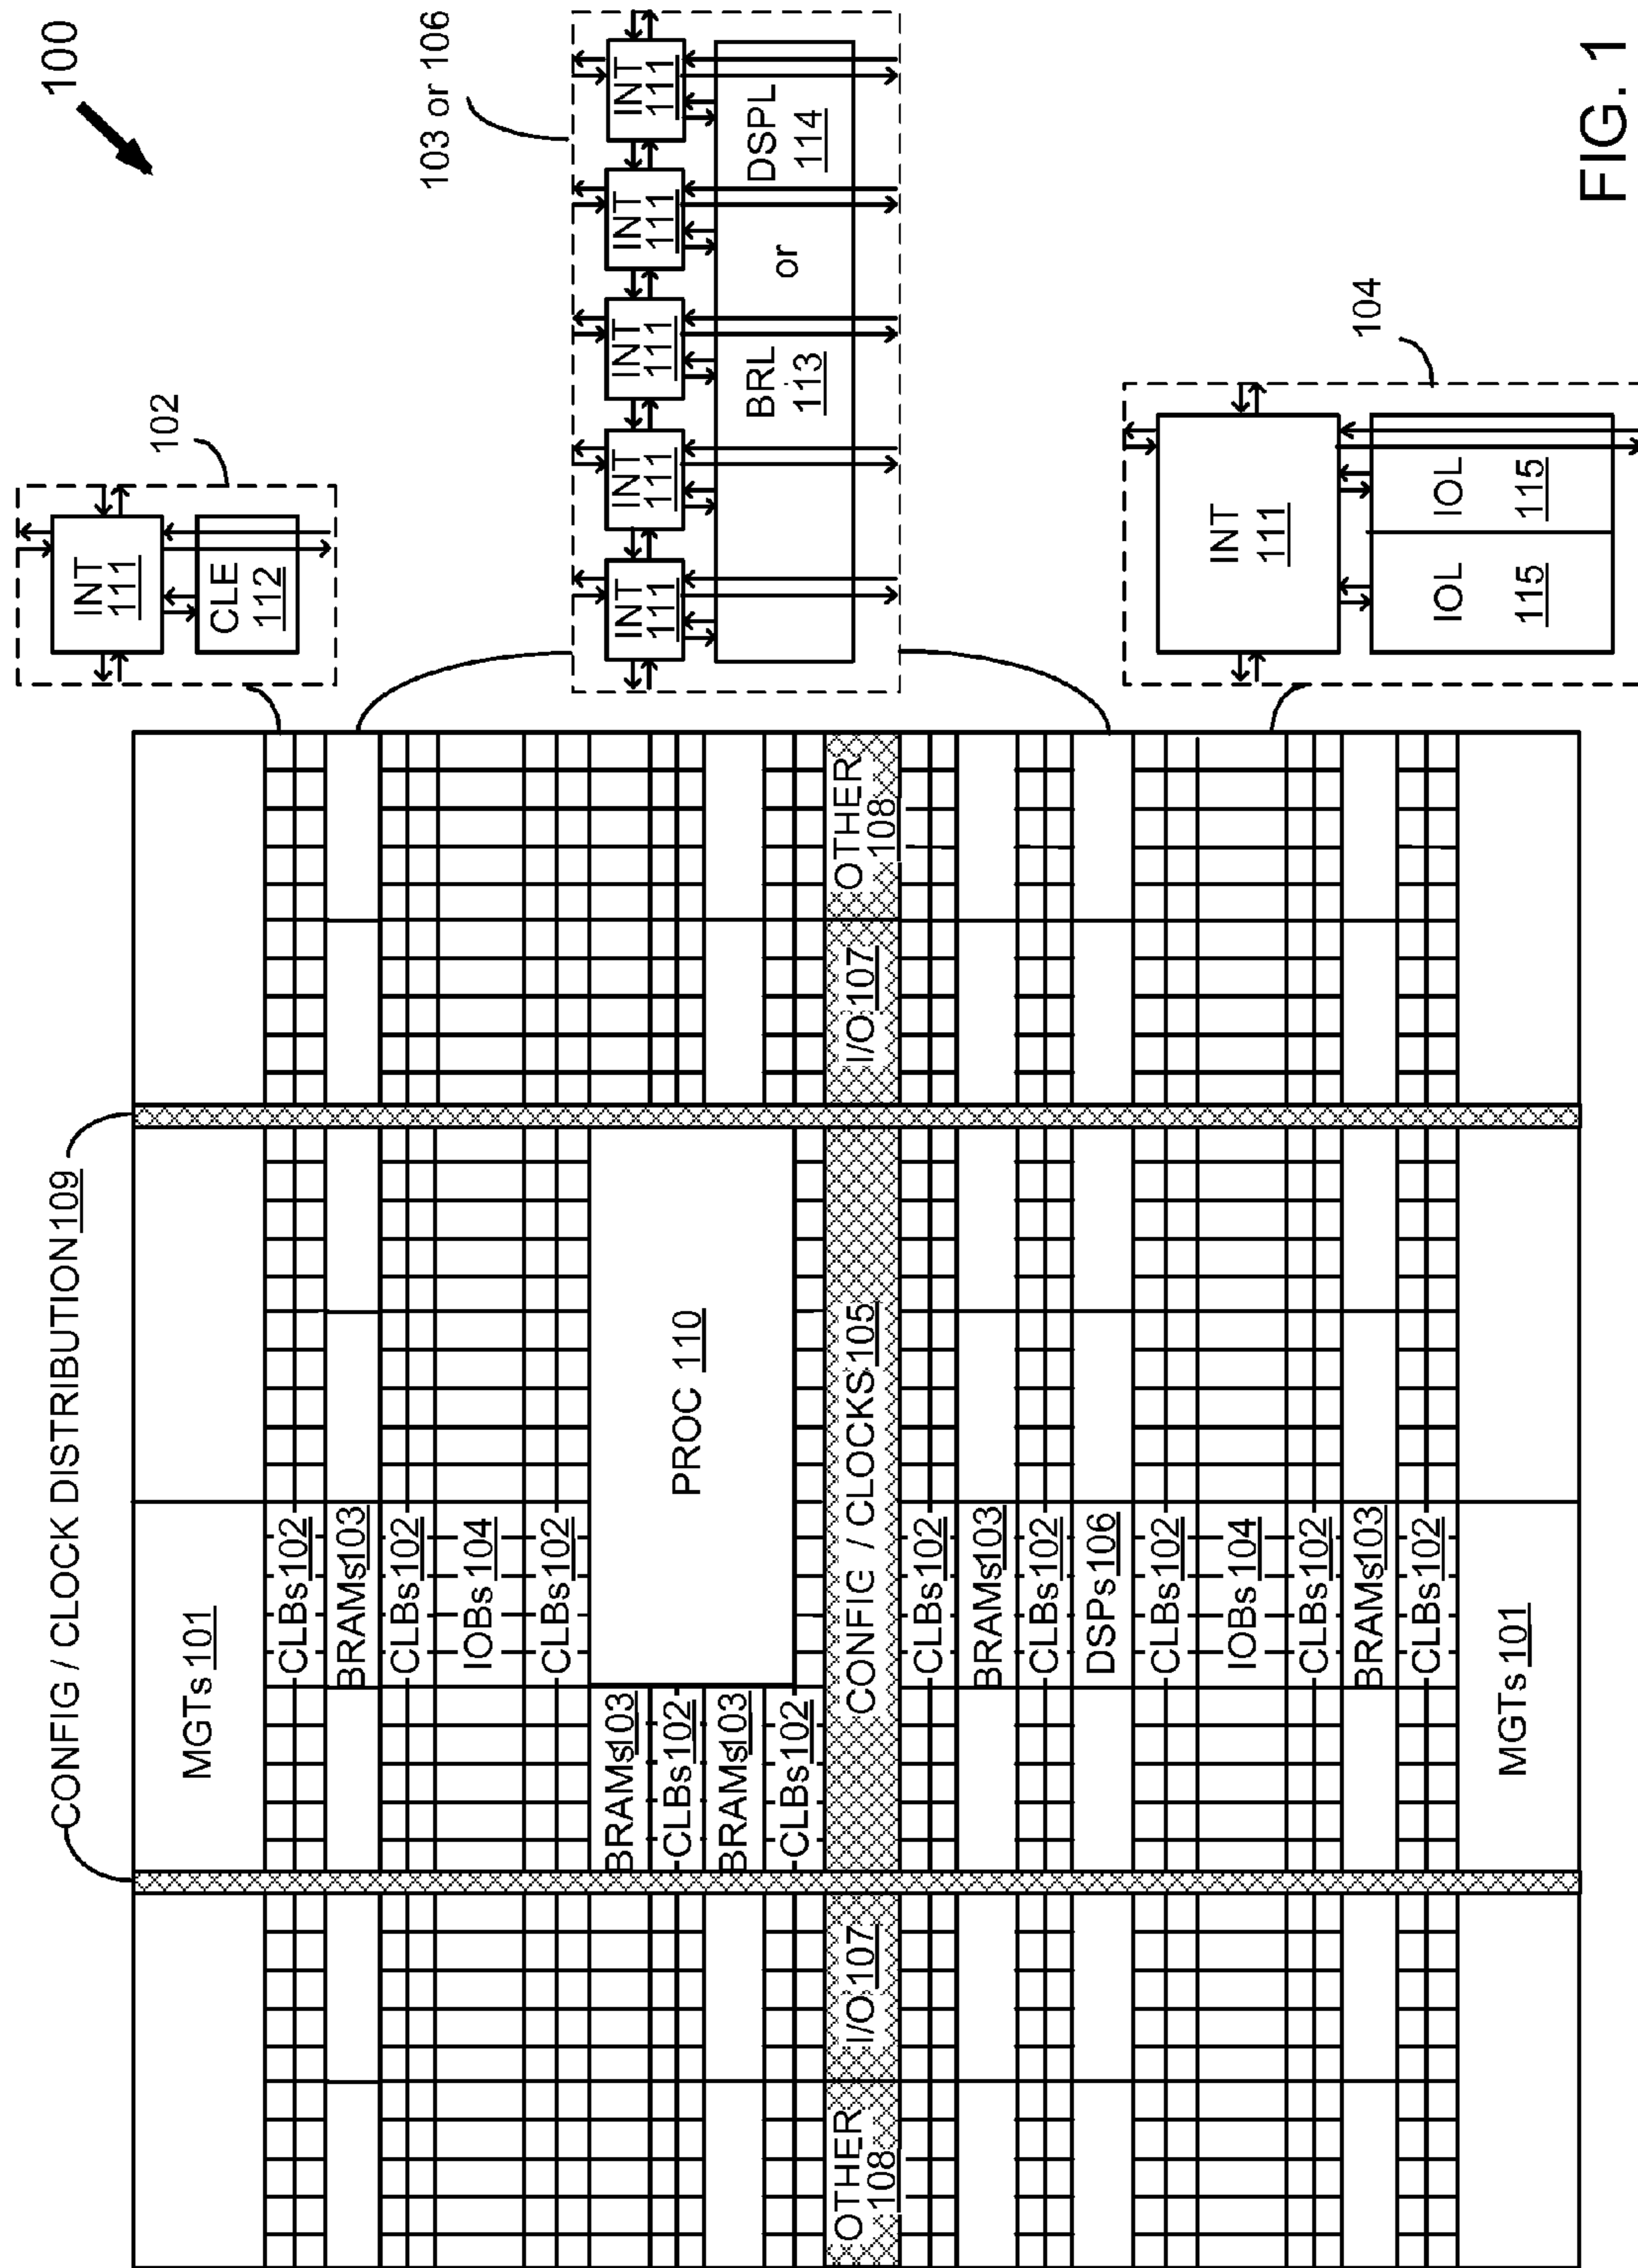 100
CONFIG / CLOCK DISTRIBUTION 109
MGTs 101
CLBs 102
BRAMs 103
CLBs 102
IOBs 104
CLBs 102
BRAMs 103
CLBs 102
BRAMs 103
CLBs 102
PROC 110
OTHER
108
I/O 107
CONFIG / CLOCKS 105
I/O 107
OTHER
108
CLBs 102
BRAMs 103
CLBs 102
DSPs 106
CLBs 102
IOBs 104
CLBs 102
BRAMs 103
CLBs 102
MGTs 101
102
INT
111
CLE
112
103 or 106
INT
111
INT
111
INT
111
INT
111
INT
111
BRL
113
or
DSPL
114
104
INT
111
IOL
115
IOL
115
FIG. 1